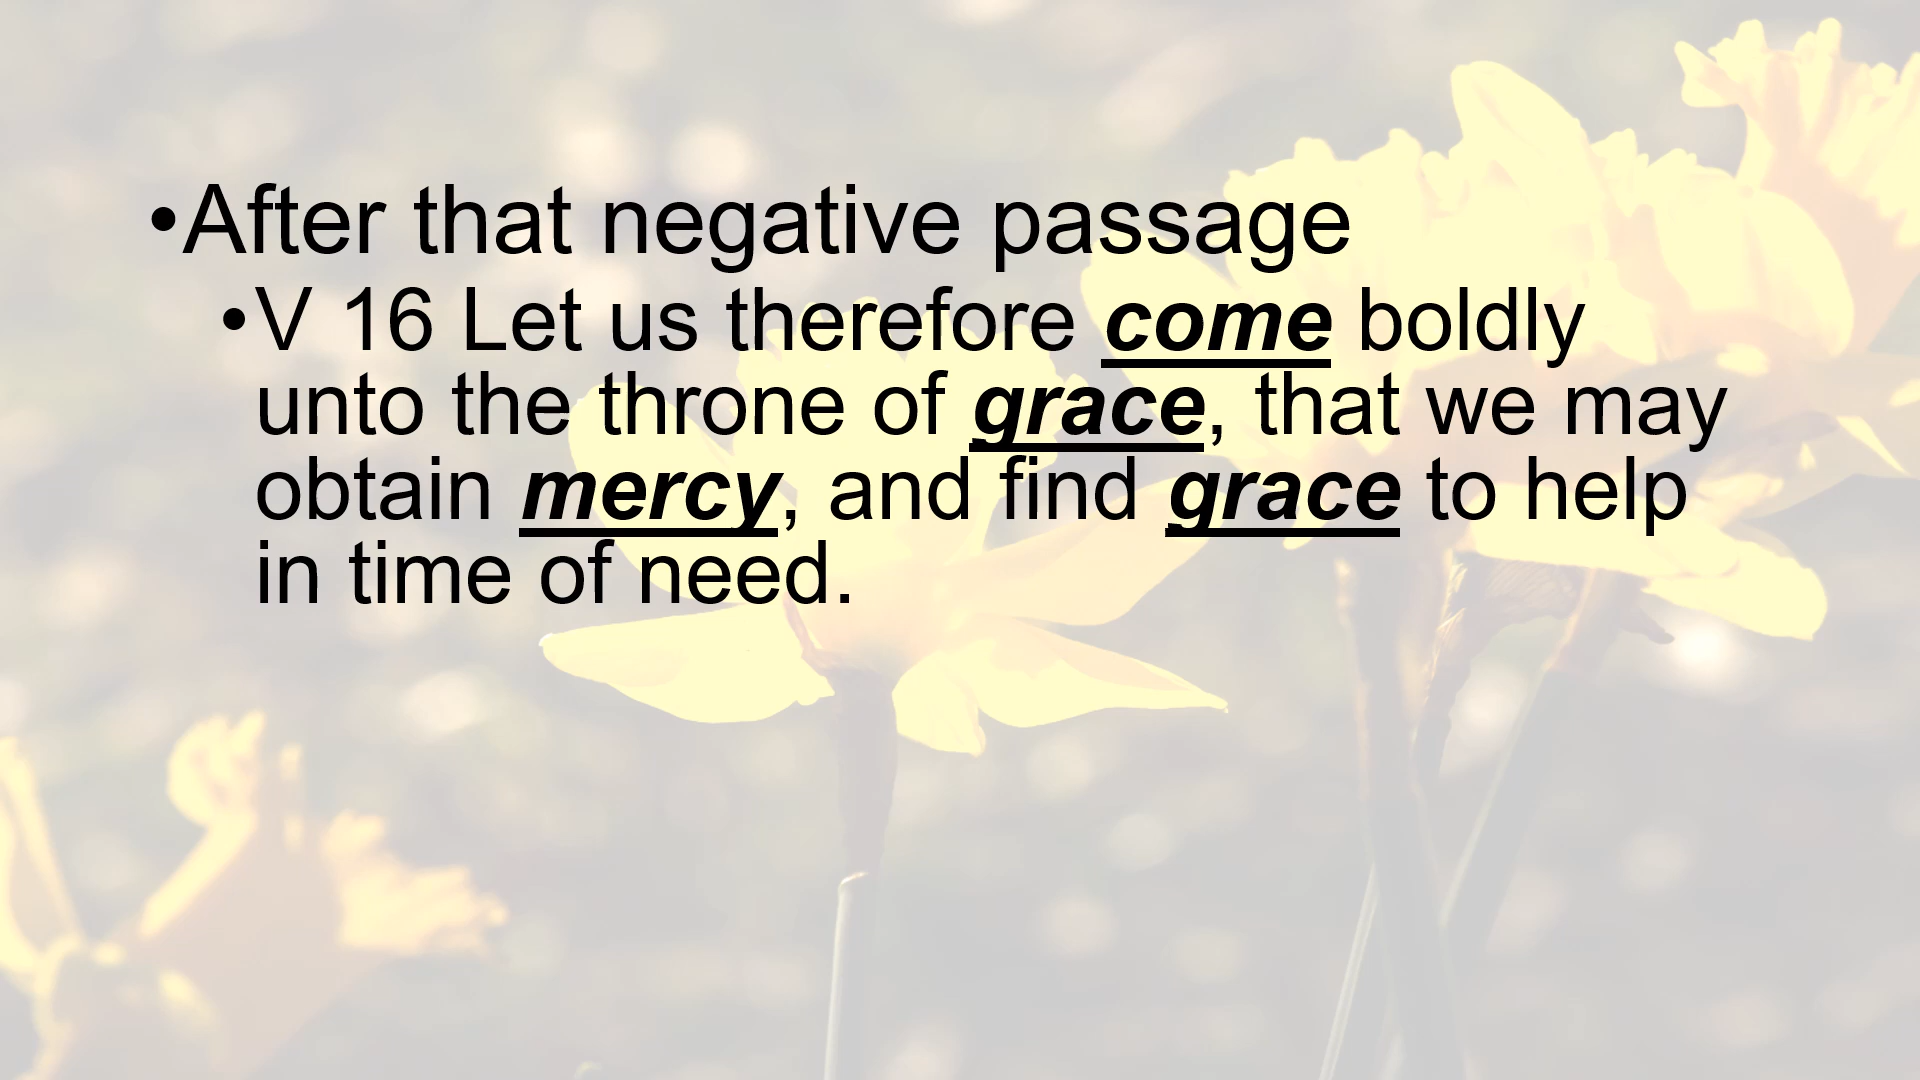 •After that negative passage
•V 16 Let us therefore come boldly
unto the throne of grace, that we may
obtain mercy, and find grace to help
in time of need.